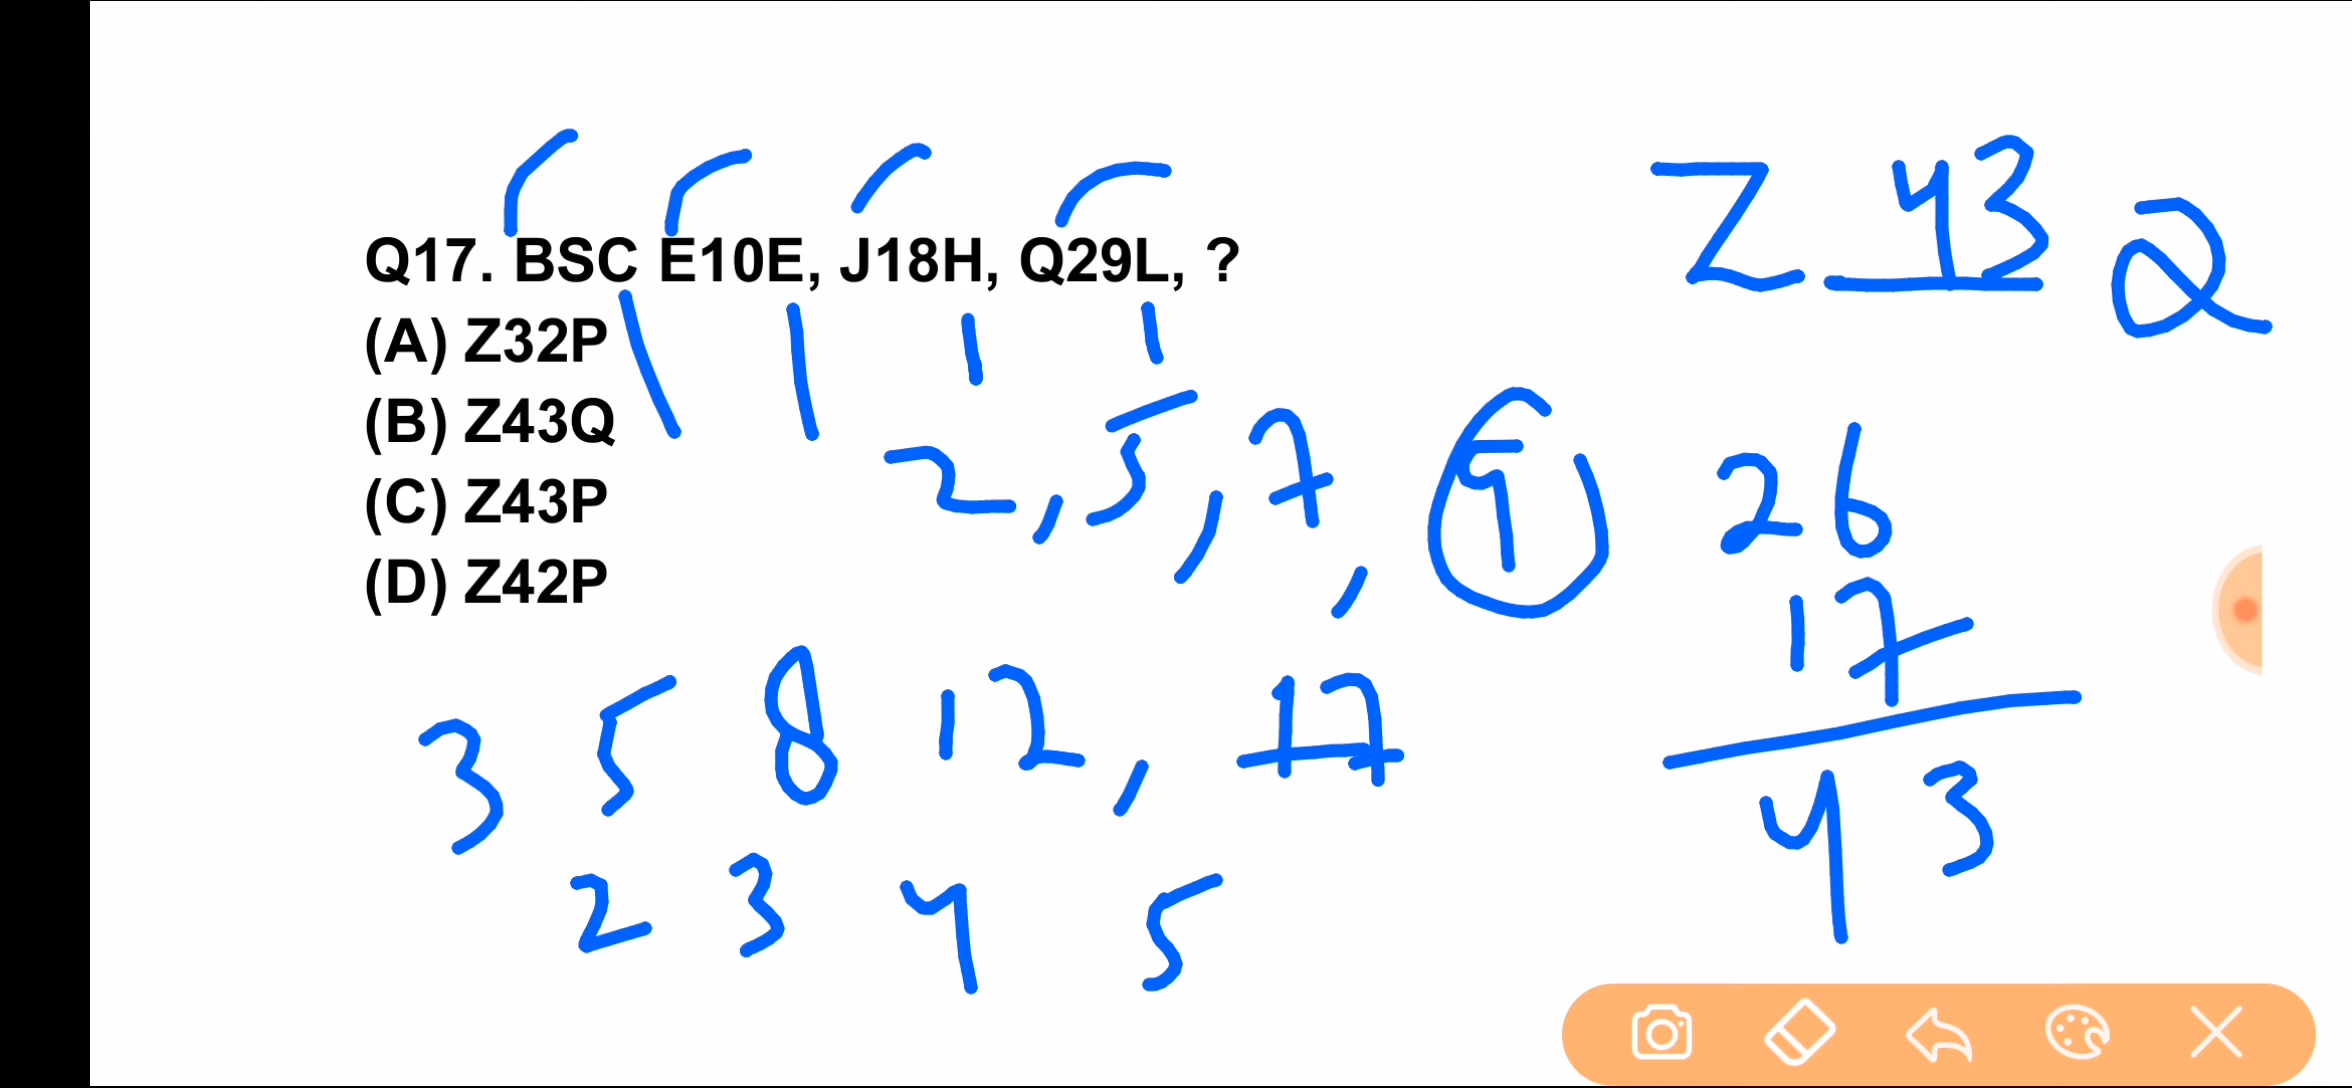 Q17. BSC E10E, J18H, Q29L, ?
(A) Z32P
(B) Z43Q
(C) Z43P
(D) Z42P
Z 43 Q
2, 5, 7, 9
26
17
43
3 5 8 12, 17
2 3 4 5